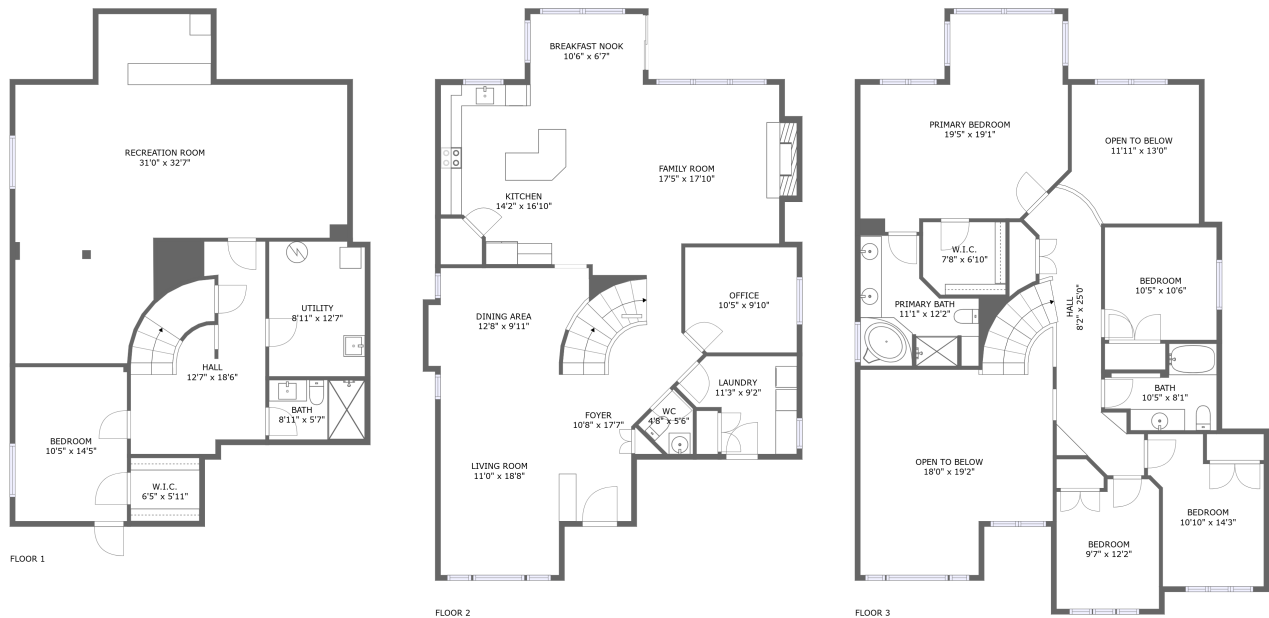 RECREATION ROOM
31'0" x 32'7"
UTILITY
8'11" x 12'7"
HALL
12'7" x 18'6"
BATH
8'11" x 5'7"
BEDROOM
10'5" x 14'5"
W.I.C.
6'5" x 5'11"
FLOOR 1
BREAKFAST NOOK
10'6" x 6'7"
FAMILY ROOM
17'5" x 17'10"
KITCHEN
14'2" x 16'10"
OFFICE
10'5" x 9'10"
DINING AREA
12'8" x 9'11"
LAUNDRY
11'3" x 9'2"
WC
4'8" x 5'6"
FOYER
10'8" x 17'7"
LIVING ROOM
11'0" x 18'8"
FLOOR 2
PRIMARY BEDROOM
19'5" x 19'1"
OPEN TO BELOW
11'11" x 13'0"
W.I.C.
7'8" x 6'10"
BEDROOM
10'5" x 10'6"
PRIMARY BATH
11'1" x 12'2"
HALL
8'2" x 25'0"
BATH
10'5" x 8'1"
OPEN TO BELOW
18'0" x 19'2"
BEDROOM
10'10" x 14'3"
BEDROOM
9'7" x 12'2"
FLOOR 3